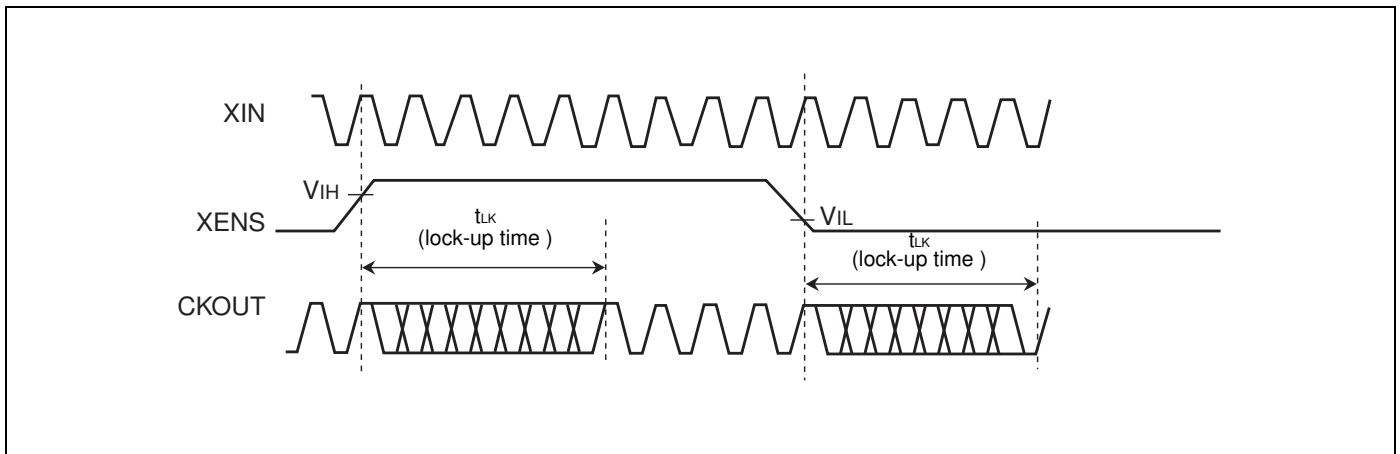 XIN
VIH
XENS
VIL
tLK
(lock-up time )
tLK
(lock-up time )
CKOUT